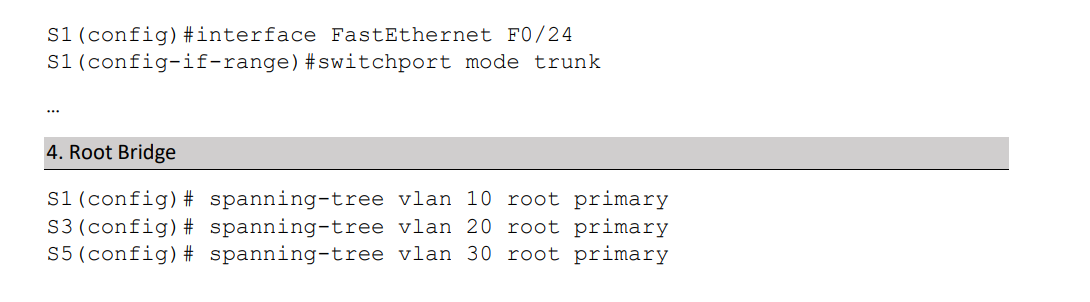 S1(config)#interface FastEthernet F0/24
S1(config-if-range)#switchport mode trunk
…
4. Root Bridge
S1(config)# spanning-tree vlan 10 root primary
S3(config)# spanning-tree vlan 20 root primary
S5(config)# spanning-tree vlan 30 root primary